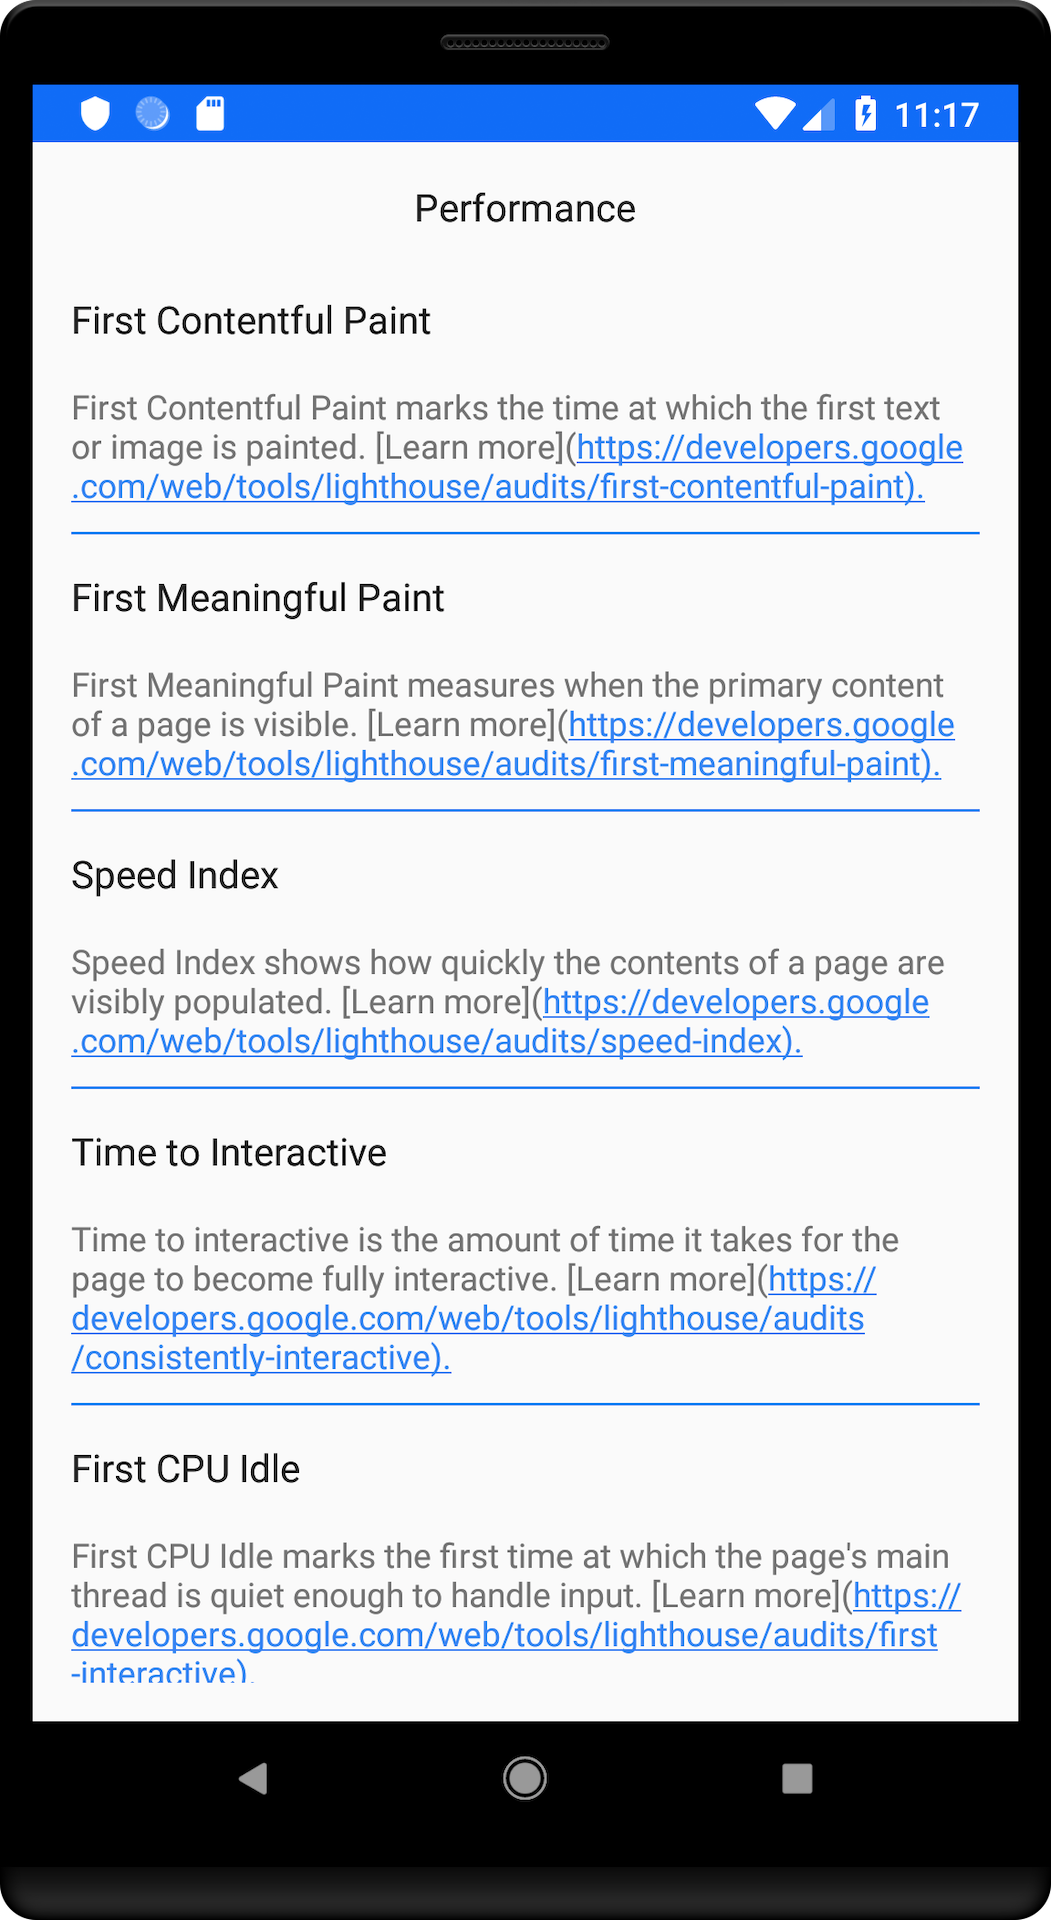 11:17
Performance
First Contentful Paint
First Contentful Paint marks the time at which the first text
or image is painted. [Learn more](https://developers.google
.com/web/tools/lighthouse/audits/first-contentful-paint).
First Meaningful Paint
First Meaningful Paint measures when the primary content
of a page is visible. [Learn more](https://developers.google
.com/web/tools/lighthouse/audits/first-meaningful-paint).
Speed Index
Speed Index shows how quickly the contents of a page are
visibly populated. [Learn more](https://developers.google
.com/web/tools/lighthouse/audits/speed-index).
Time to Interactive
Time to interactive is the amount of time it takes for the
page to become fully interactive. [Learn more](https://
developers.google.com/web/tools/lighthouse/audits
/consistently-interactive).
First CPU Idle
First CPU Idle marks the first time at which the page's main
thread is quiet enough to handle input. [Learn more](https://
developers.google.com/web/tools/lighthouse/audits/first
-interactive).